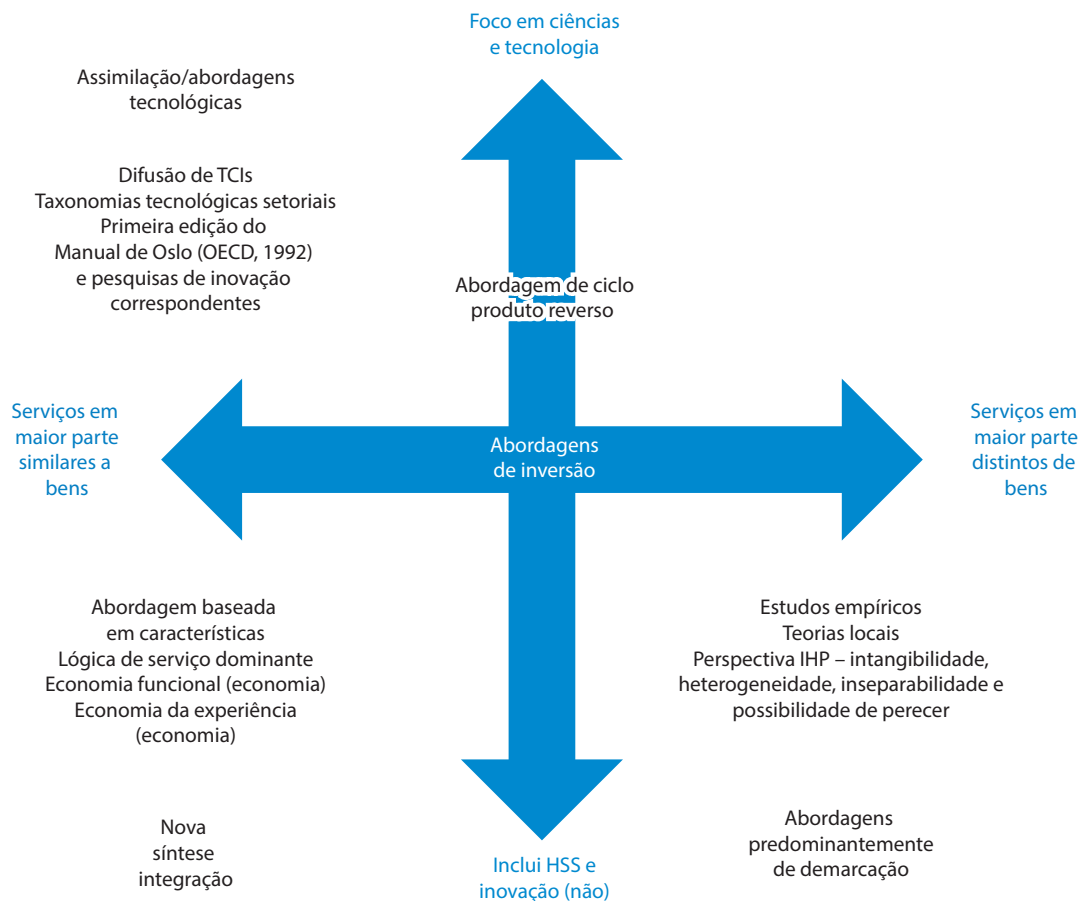 Foco em ciências
e tecnologia
Assimilação/abordagens
tecnológicas
Difusão de TCIs
Taxonomias tecnológicas setoriais
Primeira edição do
Manual de Oslo (OECD, 1992)
e pesquisas de inovação
correspondentes
Abordagem de ciclo
produto reverso
Serviços em
maior parte
similares a
bens
Abordagens
de inversão
Serviços em
maior parte
distintos de
bens
Abordagem baseada
em características
Lógica de serviço dominante
Economia funcional (economia)
Economia da experiência
(economia)
Estudos empíricos
Teorias locais
Perspectiva IHP – intangibilidade,
heterogeneidade, inseparabilidade e
possibilidade de perecer
Nova
síntese
integração
Inclui HSS e
inovação (não)
Abordagens
predominantemente
de demarcação